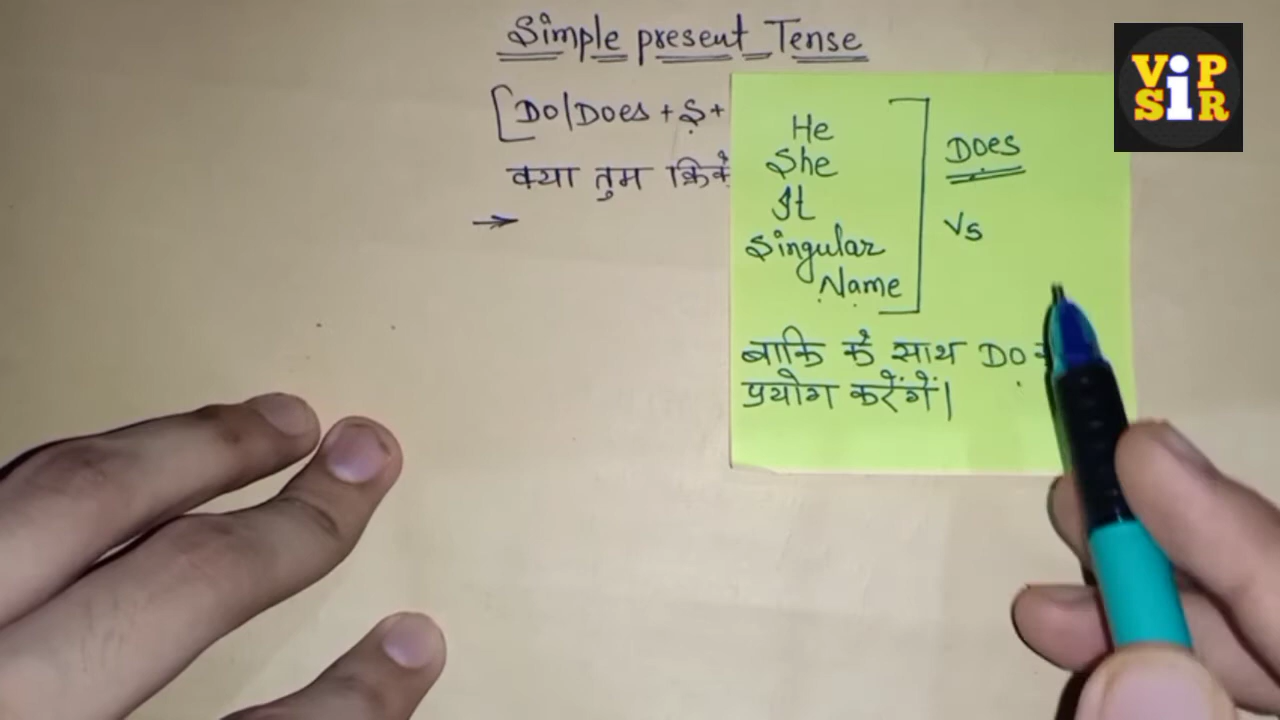 Simple present Tense
[Do/Does + S +
क्या तुम
→
He
She
It
Singular
Name
Does
Vs
बाकि के साथ Do
प्रयोग करेंगें।
ViP
SiR